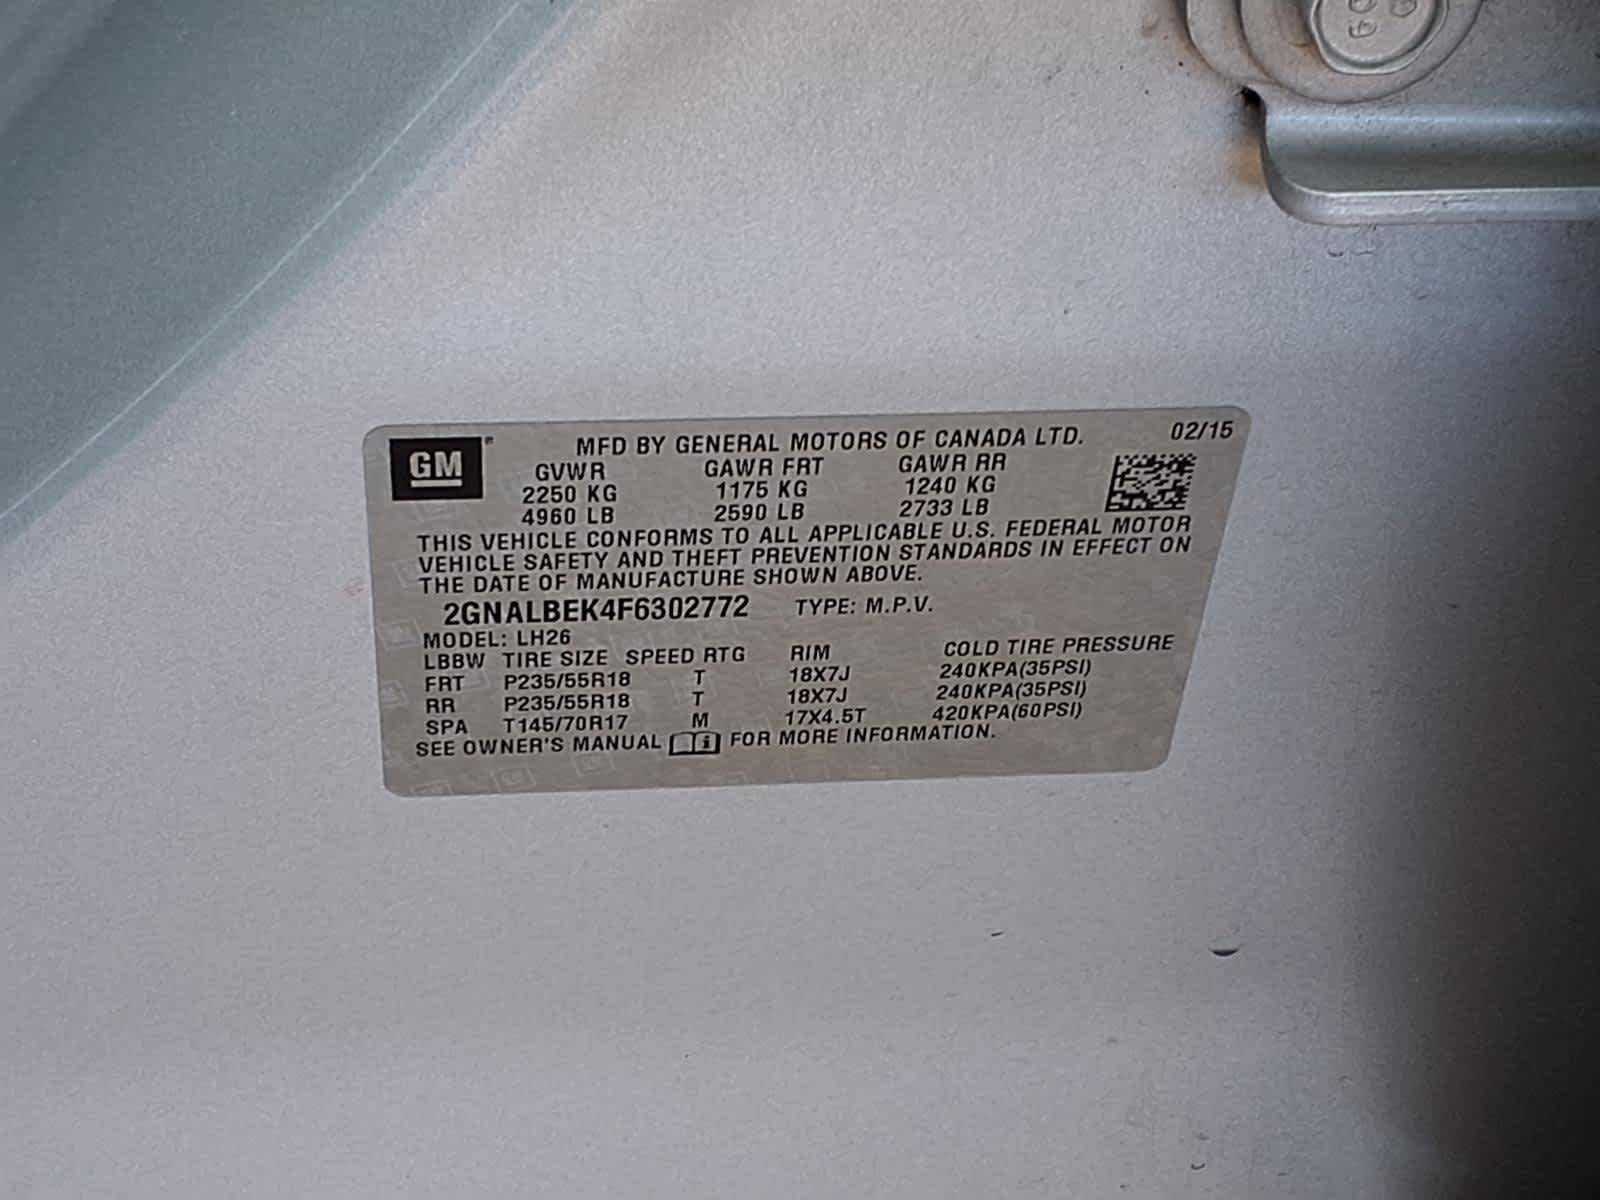 GM® MFD BY GENERAL MOTORS OF CANADA LTD. 02/15
GVWR GAWR FRT GAWR RR
2250 KG 1175 KG 1240 KG
4960 LB 2590 LB 2733 LB
THIS VEHICLE CONFORMS TO ALL APPLICABLE U.S. FEDERAL MOTOR
VEHICLE SAFETY AND THEFT PREVENTION STANDARDS IN EFFECT ON
THE DATE OF MANUFACTURE SHOWN ABOVE.
2GNALBEK4F6302772 TYPE: M.P.V.
MODEL: LH26
LBBW TIRE SIZE SPEED RTG RIM COLD TIRE PRESSURE
FRT P235/55R18 T 18X7J 240KPA(35PSI)
RR P235/55R18 T 18X7J 240KPA(35PSI)
SPA T145/70R17 M 17X4.5T 420KPA(60PSI)
SEE OWNER'S MANUAL FOR MORE INFORMATION.